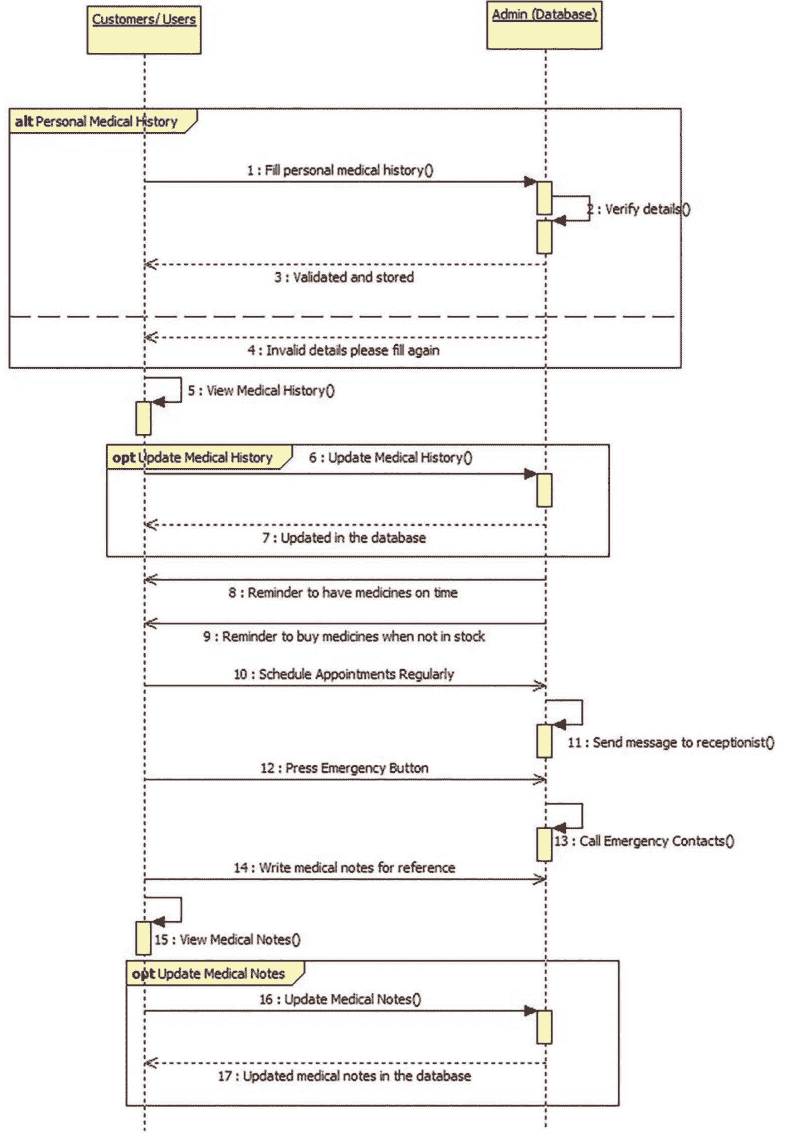 Customers/ Users
Admin (Database)
alt Personal Medical History
1 : Fill personal medical history()
2 : Verify details()
3 : Validated and stored
4 : Invalid details please fill again
5 : View Medical History()
opt Update Medical History
6 : Update Medical History()
7 : Updated in the database
8 : Reminder to have medicines on time
9 : Reminder to buy medicines when not in stock
10 : Schedule Appointments Regularly
11 : Send message to receptionist()
12 : Press Emergency Button
13 : Call Emergency Contacts()
14 : Write medical notes for reference
15 : View Medical Notes()
opt Update Medical Notes
16 : Update Medical Notes()
17 : Updated medical notes in the database